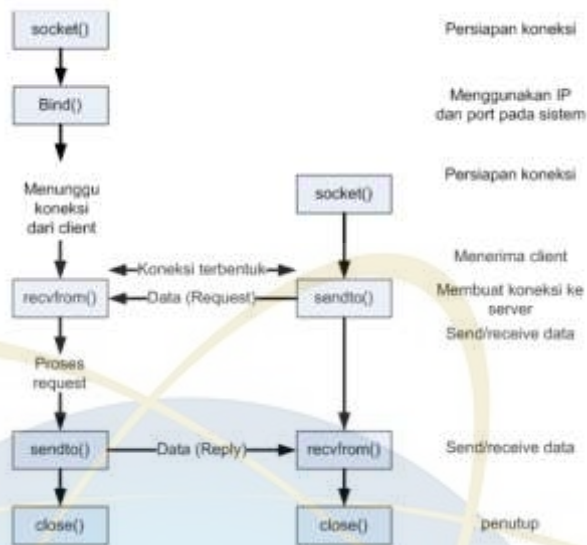 socket()
Persiapan koneksi
Bind()
Menggunakan IP
dan port pada sistem
Menunggu
koneksi
dari client
socket()
Persiapan koneksi
Koneksi terbentuk
Menerima client
recvfrom()
Data (Request)
sendto()
Membuat koneksi ke
server
Send/receive data
Proses
request
sendto()
Data (Reply)
recvfrom()
Send/receive data
close()
close()
penutup